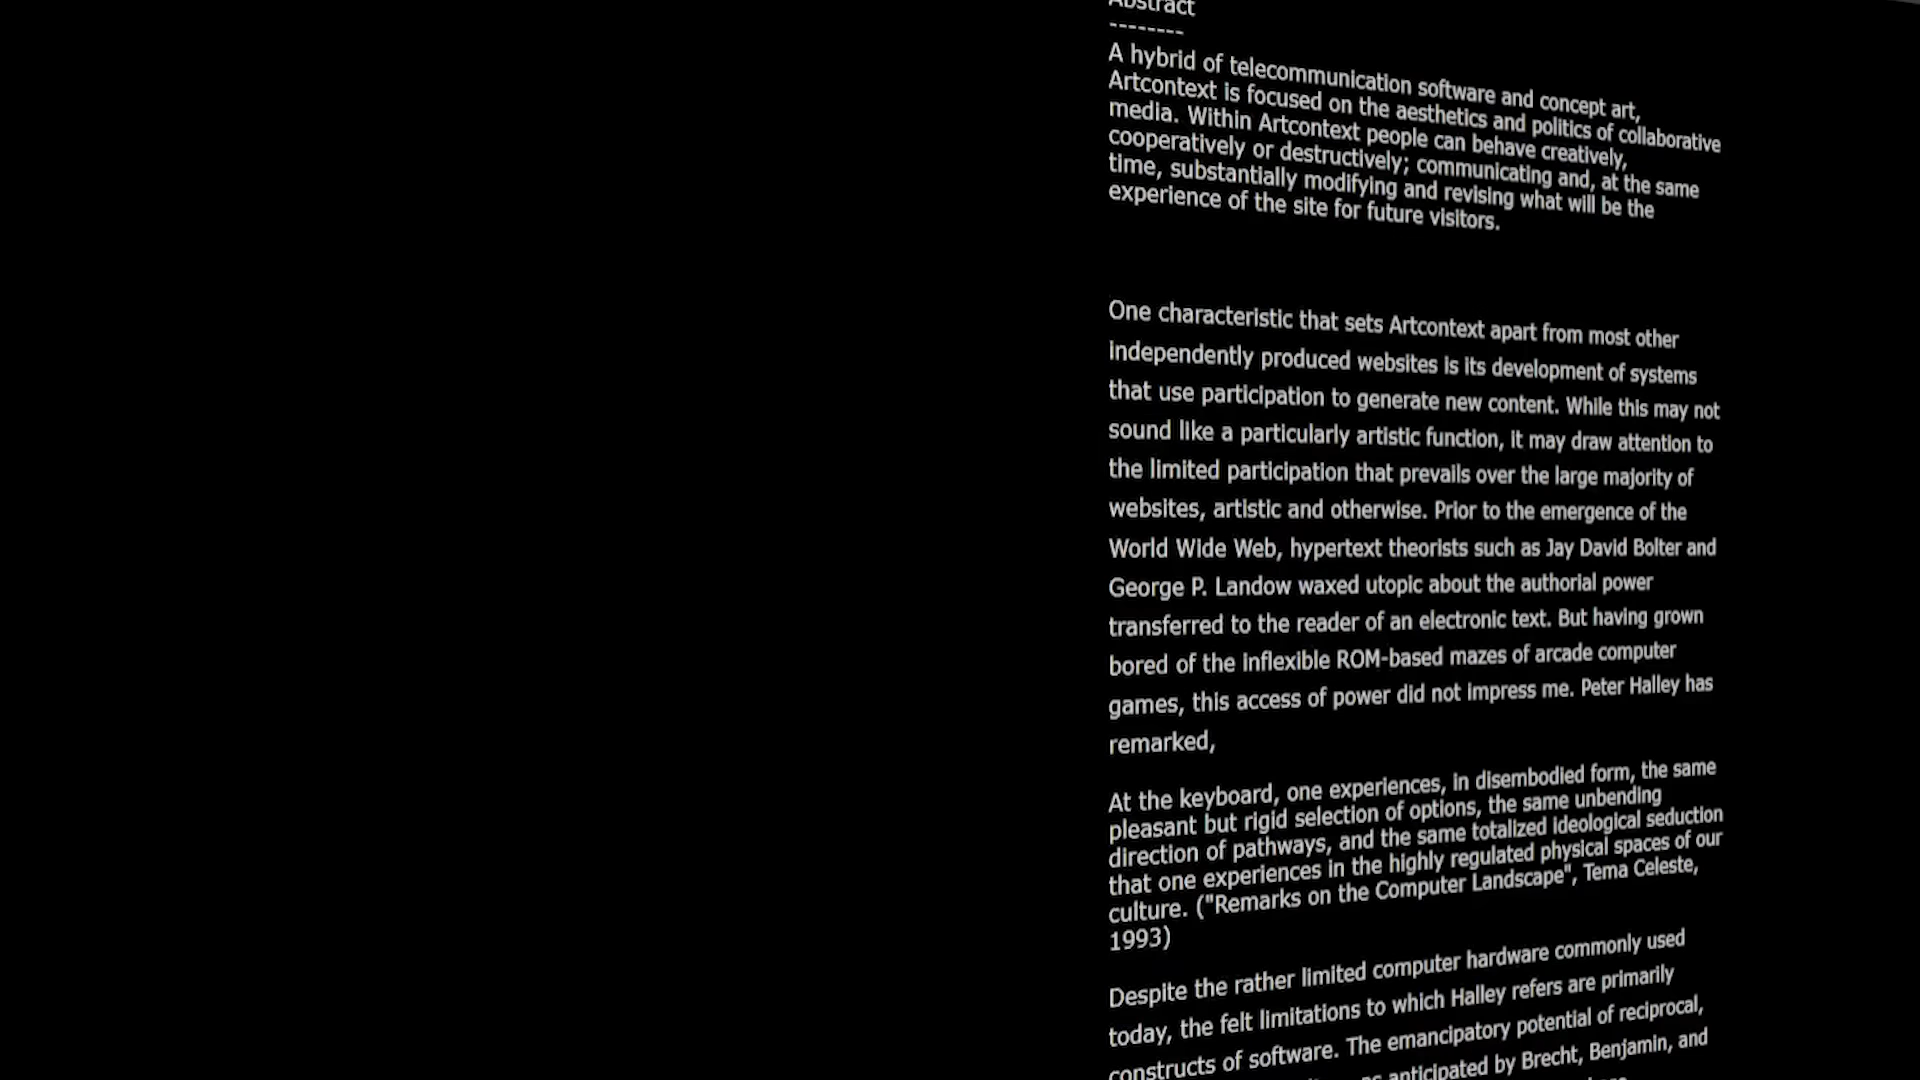 Abstract
--------
A hybrid of telecommunication software and concept art,
Artcontext is focused on the aesthetics and politics of collaborative
media. Within Artcontext people can behave creatively,
cooperatively or destructively; communicating and, at the same
time, substantially modifying and revising what will be the
experience of the site for future visitors.
One characteristic that sets Artcontext apart from most other
independently produced websites is its development of systems
that use participation to generate new content. While this may not
sound like a particularly artistic function, it may draw attention to
the limited participation that prevails over the large majority of
websites, artistic and otherwise. Prior to the emergence of the
World Wide Web, hypertext theorists such as Jay David Bolter and
George P. Landow waxed utopic about the authorial power
transferred to the reader of an electronic text. But having grown
bored of the inflexible ROM-based mazes of arcade computer
games, this access of power did not impress me. Peter Halley has
remarked,
At the keyboard, one experiences, in disembodied form, the same
pleasant but rigid selection of options, the same unbending
direction of pathways, and the same totalized ideological seduction
that one experiences in the highly regulated physical spaces of our
culture. ("Remarks on the Computer Landscape", Tema Celeste,
1993)
Despite the rather limited computer hardware commonly used
today, the felt limitations to which Halley refers are primarily
constructs of software. The emancipatory potential of reciprocal,
anticipated by Brecht, Benjamin, and